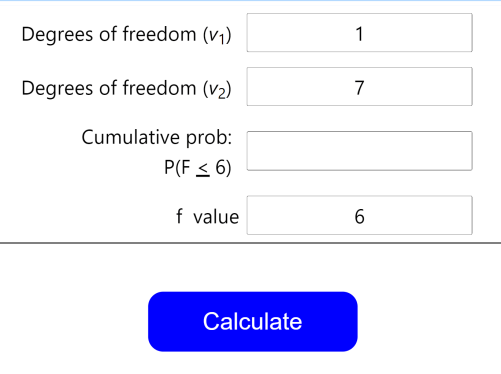 Degrees of freedom (v₁) 1
Degrees of freedom (v₂) 7
Cumulative prob:
P(F ≤ 6)
f value 6
Calculate